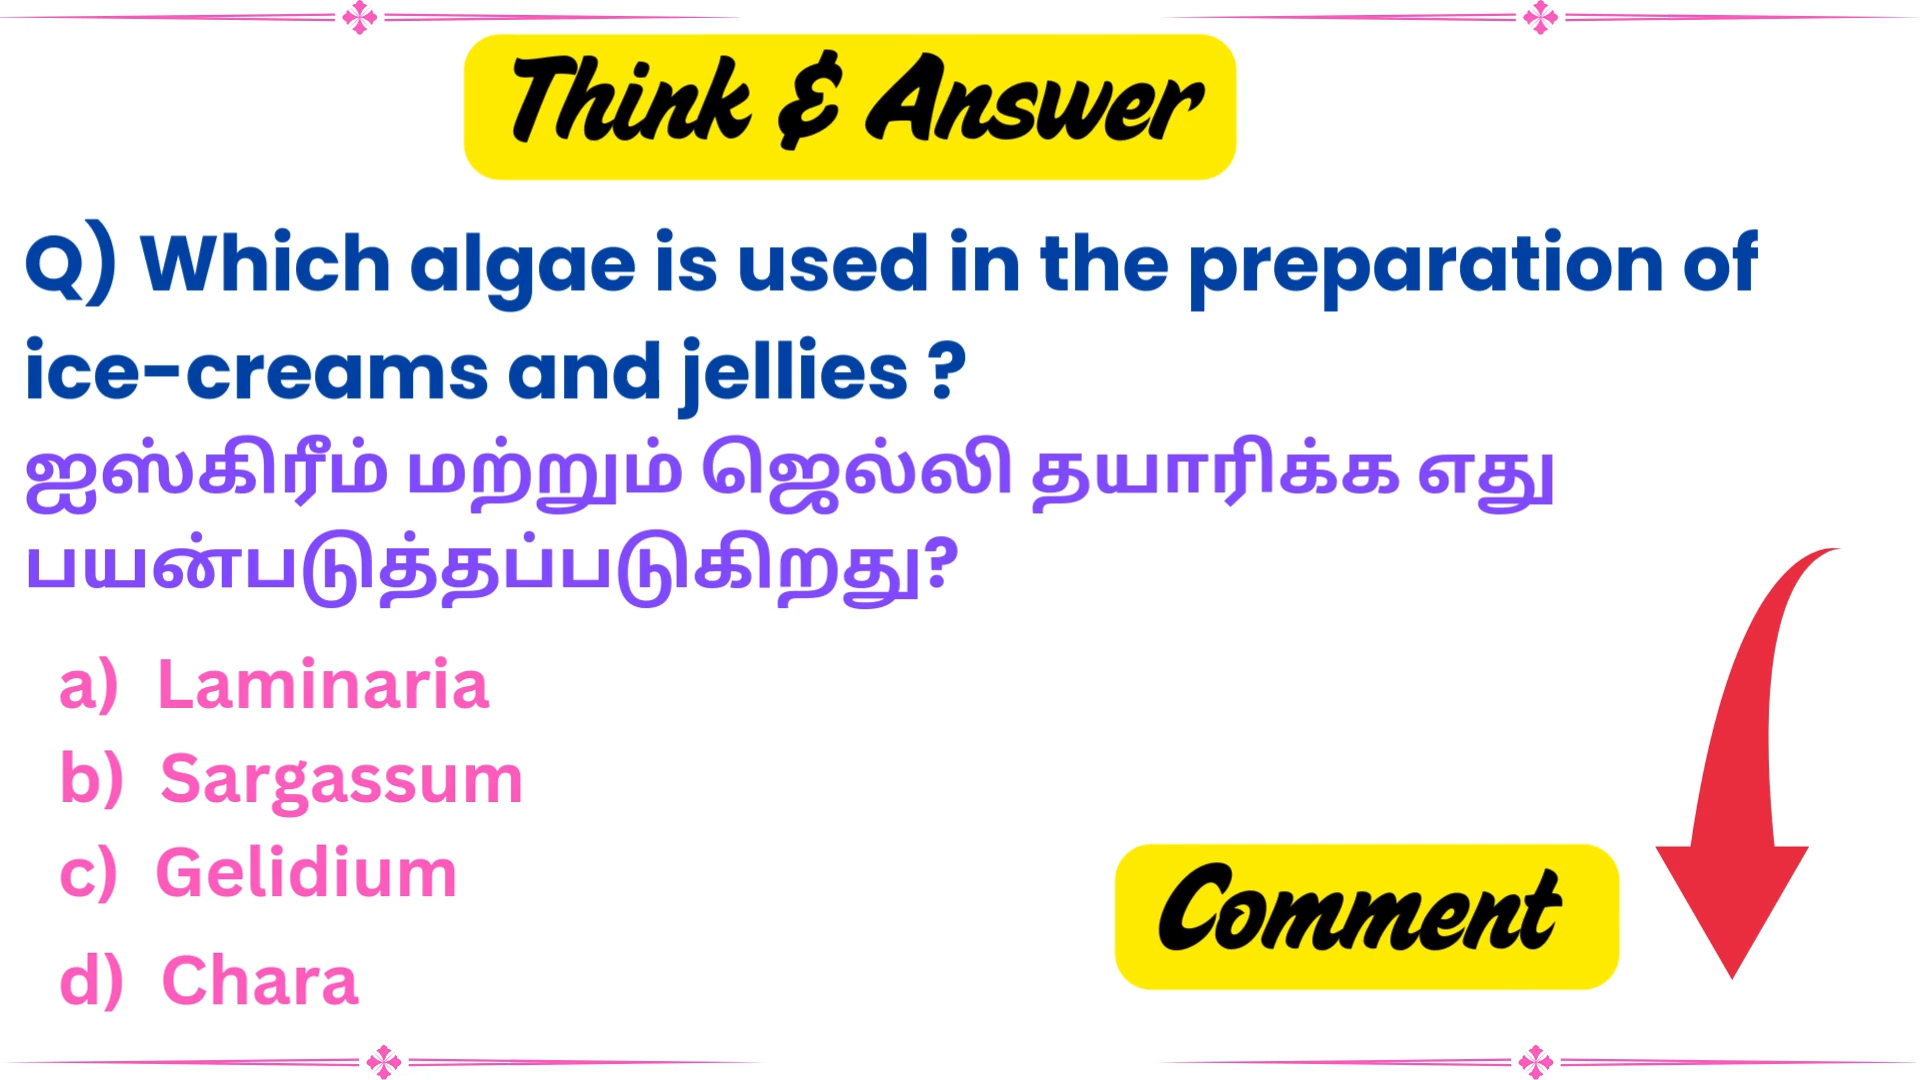 Think & Answer
Q) Which algae is used in the preparation of
ice-creams and jellies ?
ஐஸ்கிரீம் மற்றும் ஜெல்லி தயாரிக்க எது
பயன்படுத்தப்படுகிறது?
a) Laminaria
b) Sargassum
c) Gelidium
d) Chara
Comment